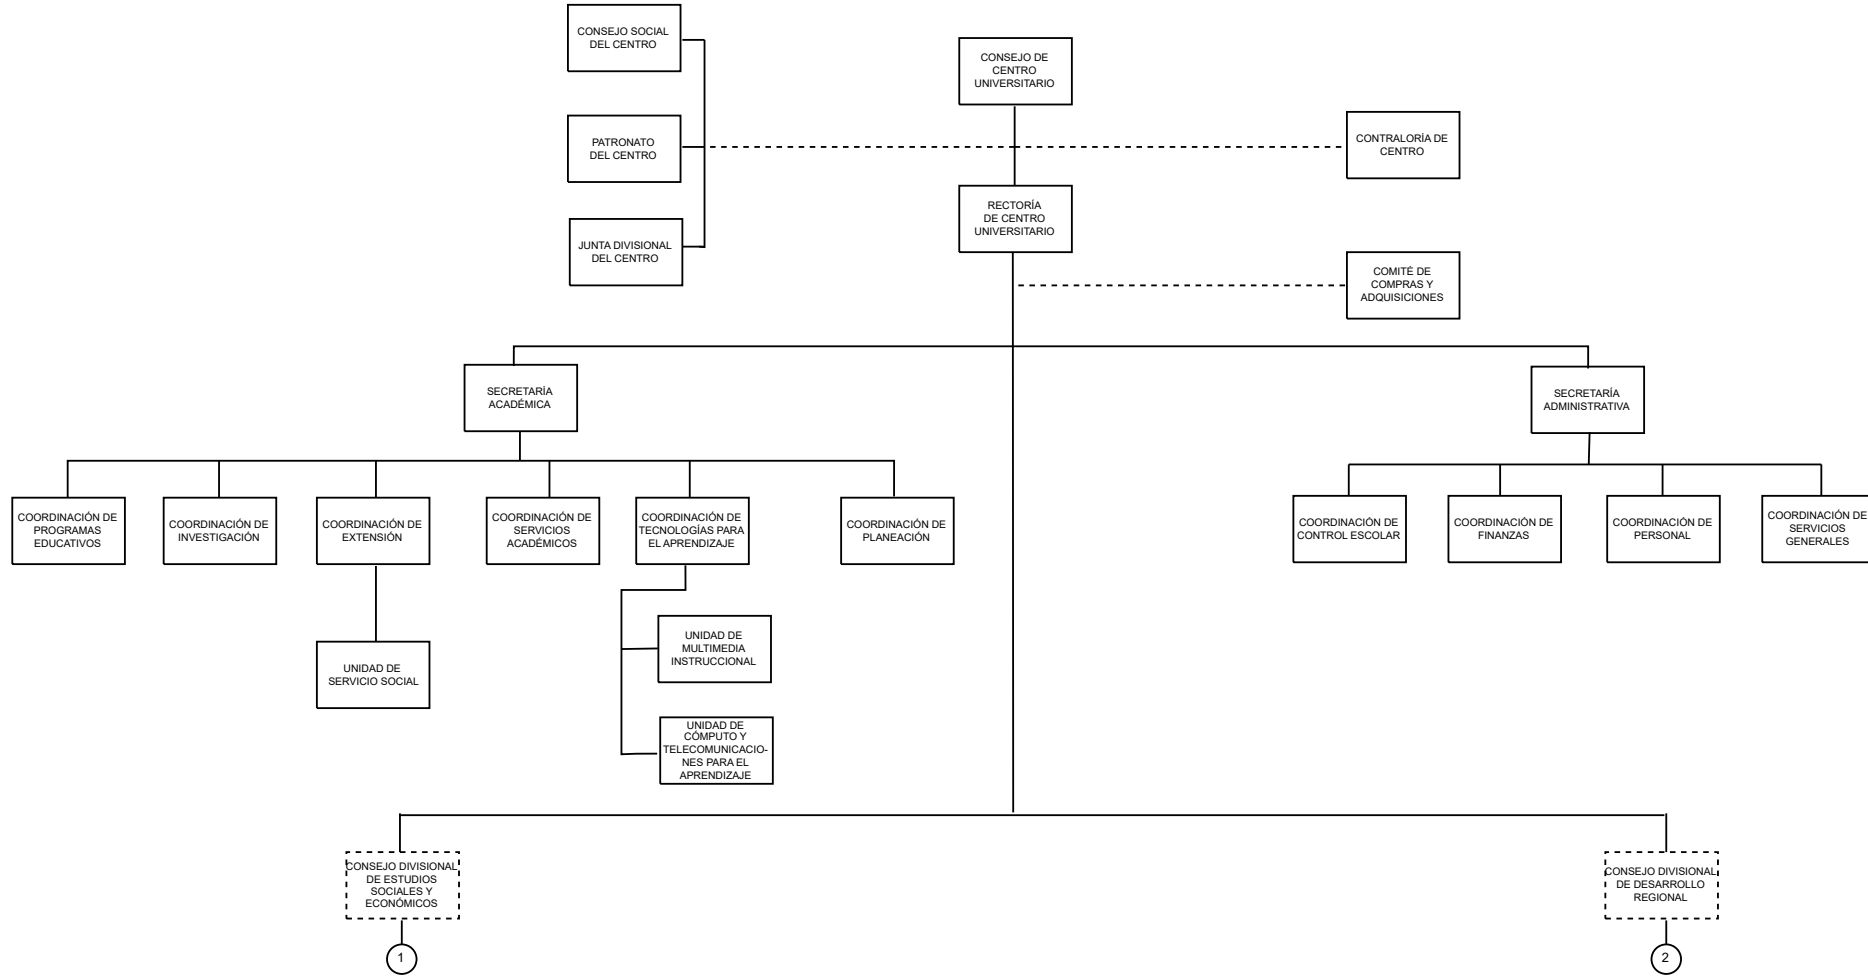 CONSEJO SOCIAL
DEL CENTRO
CONSEJO DE
CENTRO
UNIVERSITARIO
PATRONATO
DEL CENTRO
CONTRALORÍA DE
CENTRO
RECTORÍA
DE CENTRO
UNIVERSITARIO
JUNTA DIVISIONAL
DEL CENTRO
COMITÉ DE
COMPRAS Y
ADQUISICIONES
SECRETARÍA
ACADÉMICA
SECRETARÍA
ADMINISTRATIVA
COORDINACIÓN DE
PROGRAMAS
EDUCATIVOS
COORDINACIÓN DE
INVESTIGACIÓN
COORDINACIÓN DE
EXTENSIÓN
COORDINACIÓN DE
SERVICIOS
ACADÉMICOS
COORDINACIÓN DE
TECNOLOGÍAS PARA
EL APRENDIZAJE
COORDINACIÓN DE
PLANEACIÓN
COORDINACIÓN DE
CONTROL ESCOLAR
COORDINACIÓN DE
FINANZAS
COORDINACIÓN DE
PERSONAL
COORDINACIÓN DE
SERVICIOS
GENERALES
UNIDAD DE
SERVICIO SOCIAL
UNIDAD DE
MULTIMEDIA
INSTRUCCIONAL
UNIDAD DE
CÓMPUTO Y
TELECOMUNICACIO-
NES PARA EL
APRENDIZAJE
CONSEJO DIVISIONAL
DE ESTUDIOS
SOCIALES Y
ECONÓMICOS
CONSEJO DIVISIONAL
DE DESARROLLO
REGIONAL
1
2